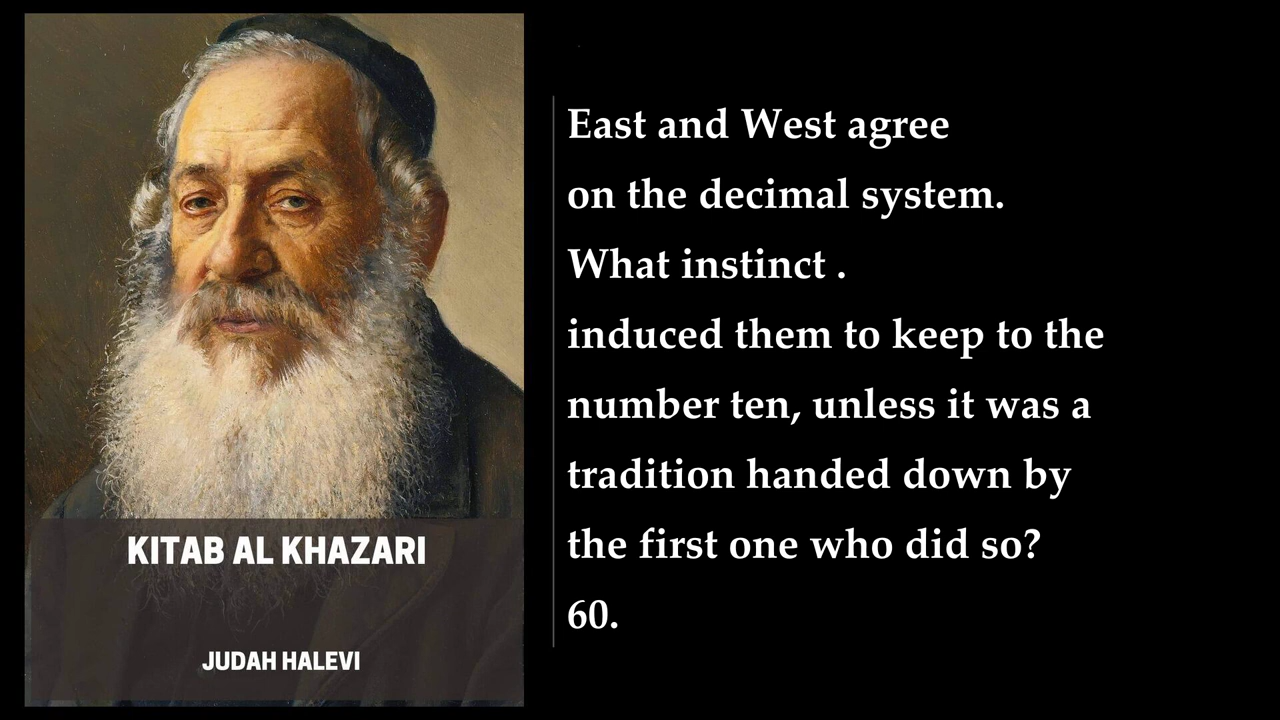 KITAB AL KHAZARI
JUDAH HALEVI
East and West agree
on the decimal system.
What instinct .
induced them to keep to the
number ten, unless it was a
tradition handed down by
the first one who did so?
60.